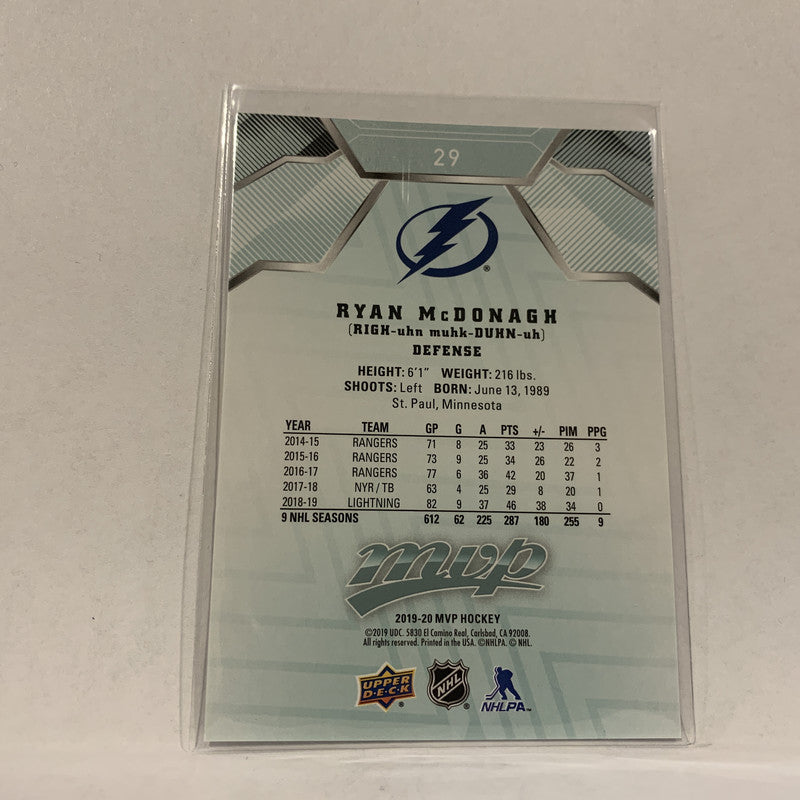 29
®
RYAN McDONAGH
(RIGH-uhn muhk-DUHN-uh)
DEFENSE
HEIGHT: 6'1" WEIGHT: 216 lbs.
SHOOTS: Left BORN: June 13, 1989
St. Paul, Minnesota
YEAR TEAM GP G A PTS +/- PIM PPG
2014-15 RANGERS 71 8 25 33 23 26 3
2015-16 RANGERS 73 9 25 34 26 22 2
2016-17 RANGERS 77 6 36 42 20 37 1
2017-18 NYR / TB 63 4 25 29 8 20 1
2018-19 LIGHTNING 82 9 37 46 38 34 0
9 NHL SEASONS 612 62 225 287 180 255 9
mvp
2019-20 MVP HOCKEY
©2019 UDC. 5830 El Camino Real, Carlsbad, CA 92008.
All rights reserved. Printed in the USA. ©NHLPA. © NHL.
UPPER DECK ® NHL ® NHLPA™